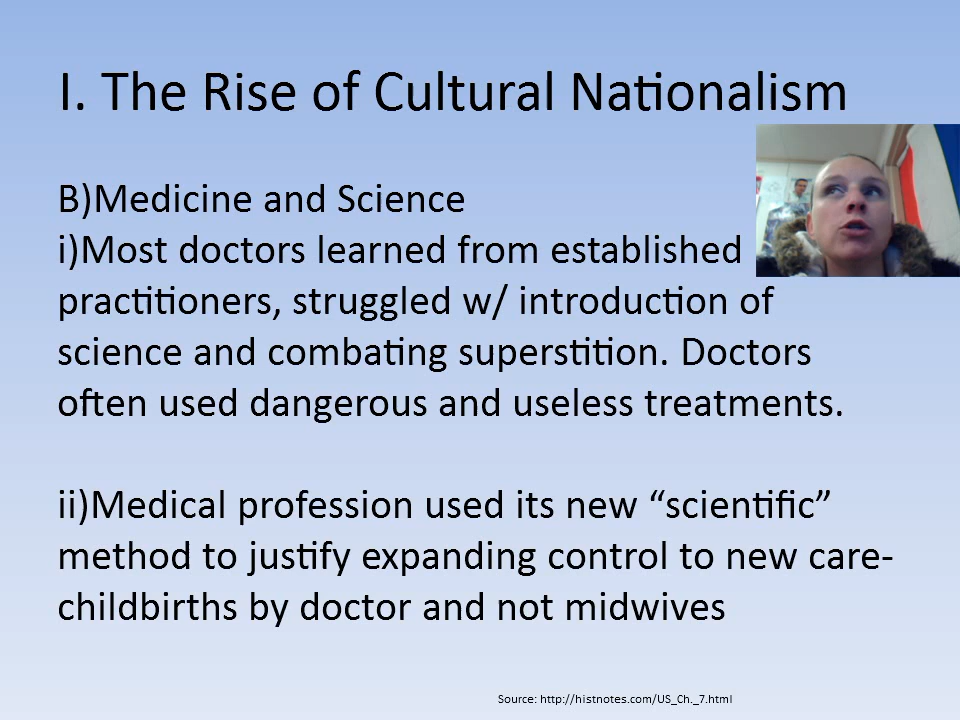 I. The Rise of Cultural Nationalism
B)Medicine and Science
i)Most doctors learned from established
practitioners, struggled w/ introduction of
science and combating superstition. Doctors
often used dangerous and useless treatments.
ii)Medical profession used its new “scientific”
method to justify expanding control to new care-
childbirths by doctor and not midwives
Source: http://histnotes.com/US_Ch._7.html